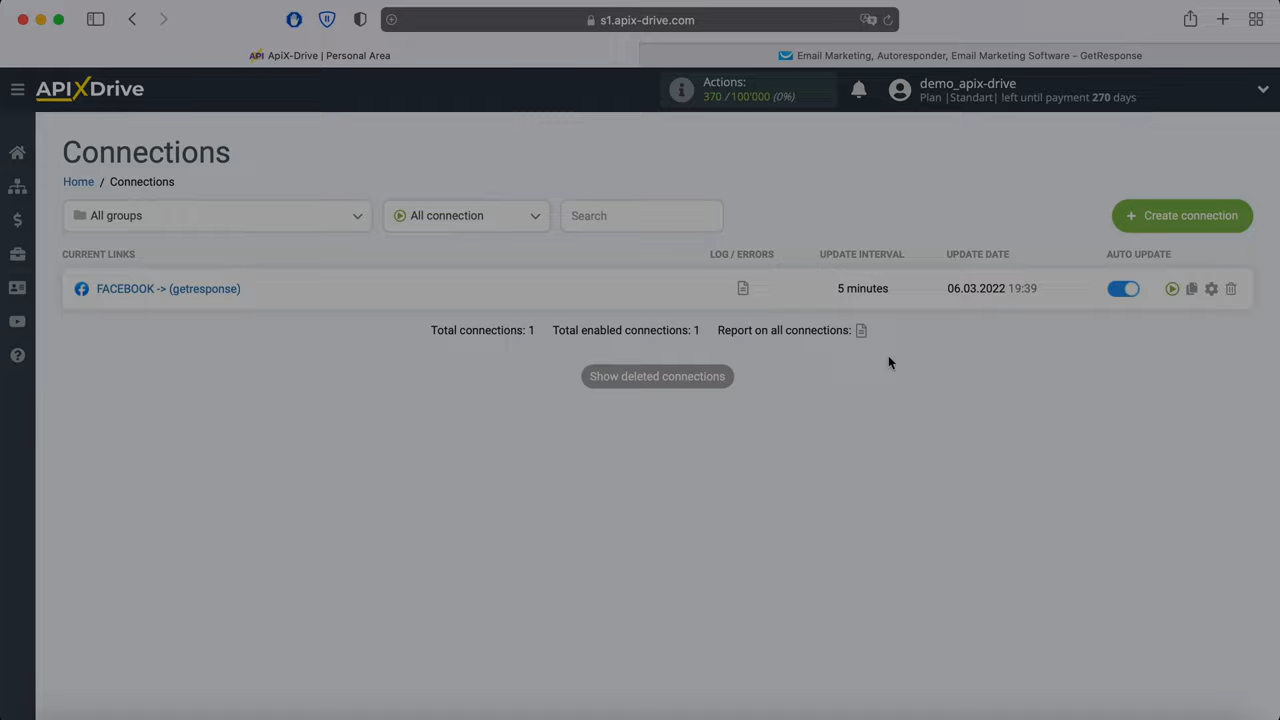 s1.apix-drive.com
ApiX-Drive | Personal Area
Email Marketing, Autoresponder, Email Marketing Software - GetResponse
APIXDrive
Actions:
370 / 100'000 (0%)
demo_apix-drive
Plan |Standart| left until payment 270 days
Connections
Home / Connections
All groups
All connection
Search
+ Create connection
CURRENT LINKS
LOG / ERRORS
UPDATE INTERVAL
UPDATE DATE
AUTO UPDATE
FACEBOOK -> (getresponse)
5 minutes
06.03.2022 19:39
Total connections: 1
Total enabled connections: 1
Report on all connections:
Show deleted connections